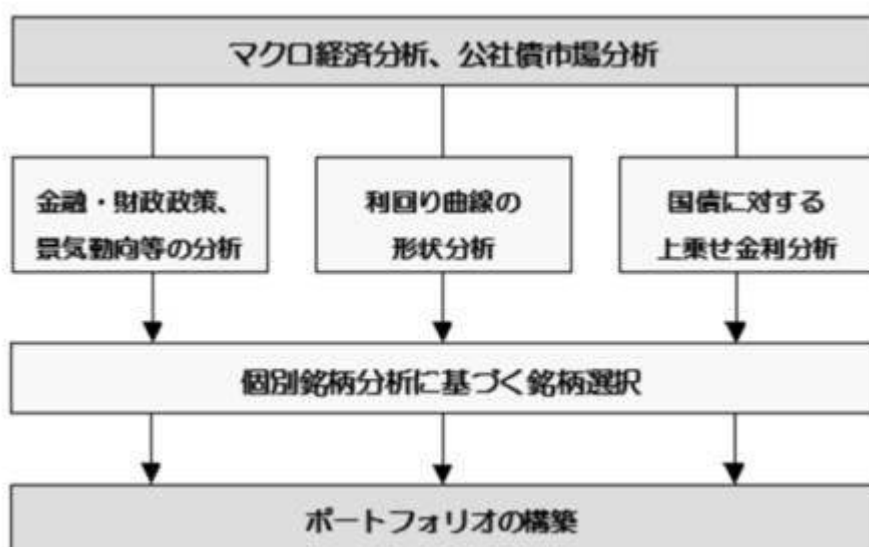 マクロ経済分析、公社債市場分析
金融・財政政策、
景気動向等の分析
利回り曲線の
形状分析
国債に対する
上乗せ金利分析
個別銘柄分析に基づく銘柄選択
ポートフォリオの構築